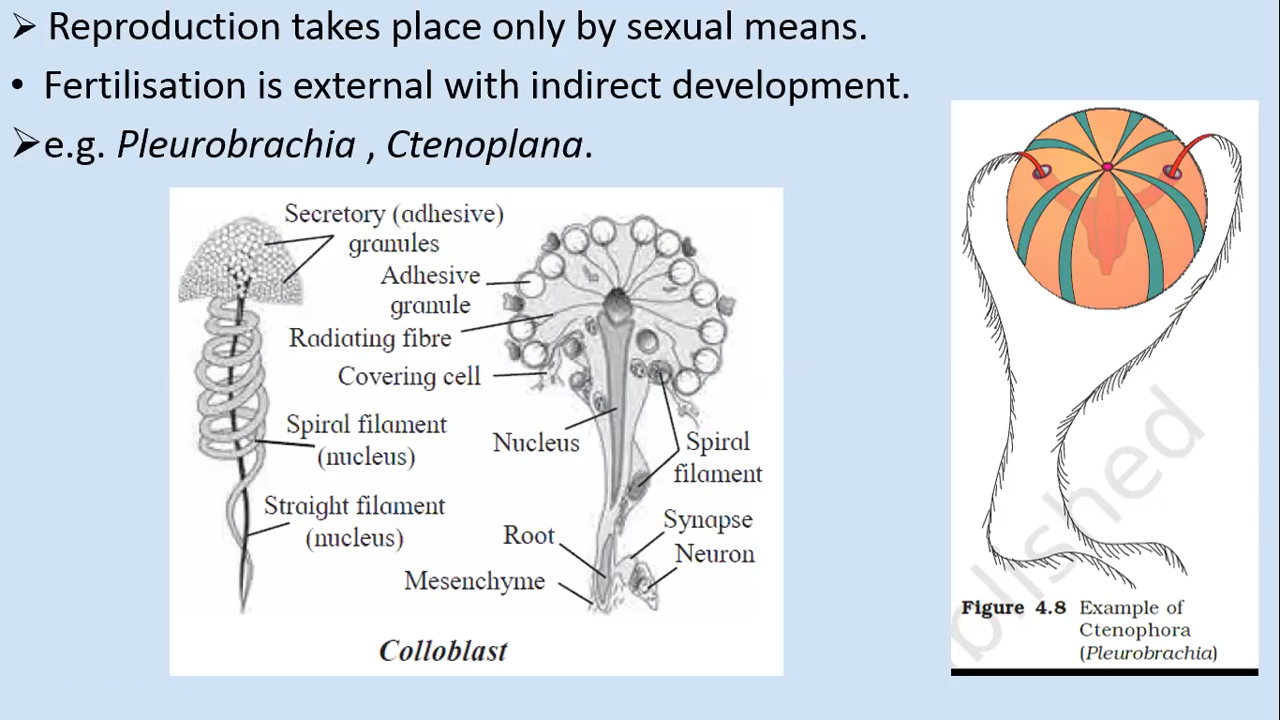 ➢ Reproduction takes place only by sexual means.
• Fertilisation is external with indirect development.
➢e.g. Pleurobrachia , Ctenoplana.
Secretory (adhesive)
granules
Adhesive
granule
Radiating fibre
Covering cell
Spiral filament
(nucleus)
Nucleus
Spiral
filament
Straight filament
(nucleus)
Root
Synapse
Neuron
Mesenchyme
Colloblast
blished
Figure 4.8 Example of
Ctenophora
(Pleurobrachia)